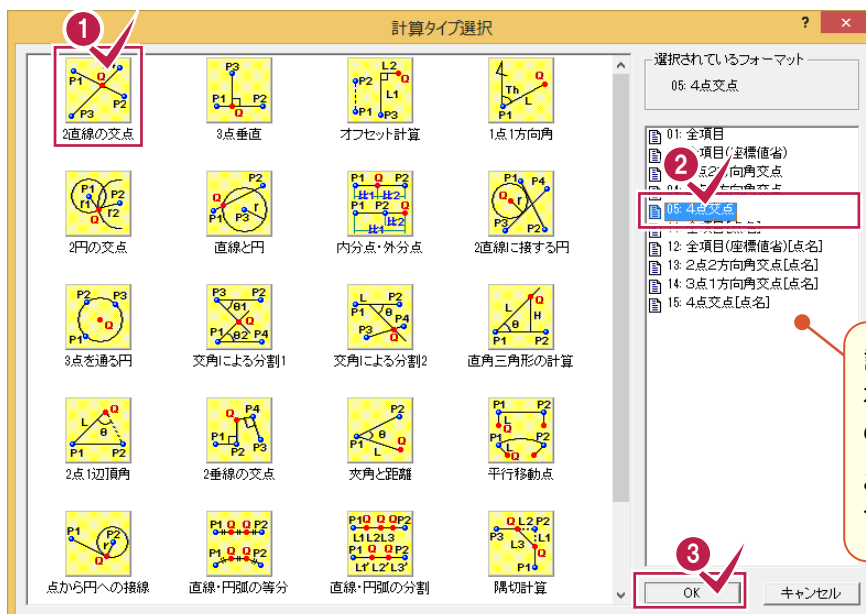 計算タイプ選択
? ×
1
2直線の交点
3点垂直
オフセット計算
1点1方向角
2円の交点
直線と円
内分点・外分点
2直線に接する円
3点を通る円
交角による分割1
交角による分割2
直角三角形の計算
2点1辺頂角
2垂線の交点
夾角と距離
平行移動点
点から円への接線
直線・円弧の等分
直線・円弧の分割
隅切計算
選択されているフォーマット
05: 4点交点
01: 全項目
全項目(座標値省)
2
05: 4点交点
12: 全項目(座標値省)[点名]
13: 2点2方向角交点[点名]
14: 3点1方向角交点[点名]
15: 4点交点[点名]
3
OK
キャンセル